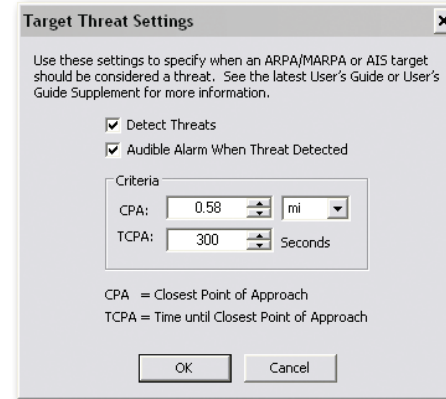 Target Threat Settings
Use these settings to specify when an ARPA/MARPA or AIS target
should be considered a threat.  See the latest User's Guide or User's
Guide Supplement for more information.
Detect Threats
Audible Alarm When Threat Detected
Criteria
CPA: 0.58 mi
TCPA: 300 Seconds
CPA = Closest Point of Approach
TCPA = Time until Closest Point of Approach
OK Cancel